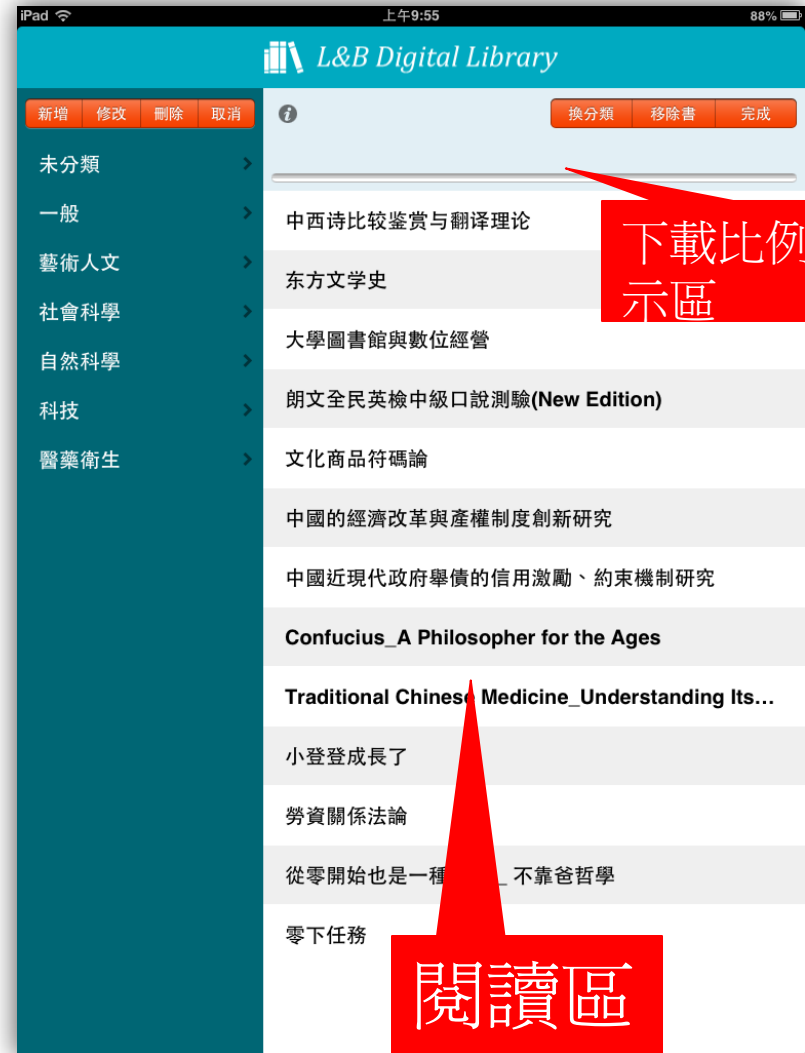 iPad 上午9:55 88%
L&B Digital Library
新增 修改 刪除 取消
換分類 移除書 完成
未分類
一般
藝術人文
社會科學
自然科學
科技
醫藥衛生
下載比例
示區
中西诗比较鉴赏与翻译理论
东方文学史
大學圖書館與數位經營
朗文全民英檢中級口說測驗(New Edition)
文化商品符碼論
中國的經濟改革與產權制度創新研究
中國近現代政府舉債的信用激勵、約束機制研究
Confucius_A Philosopher for the Ages
Traditional Chinese Medicine_Understanding Its…
小登登成長了
勞資關係法論
從零開始也是一種 _ 不靠爸哲學
零下任務
閱讀區